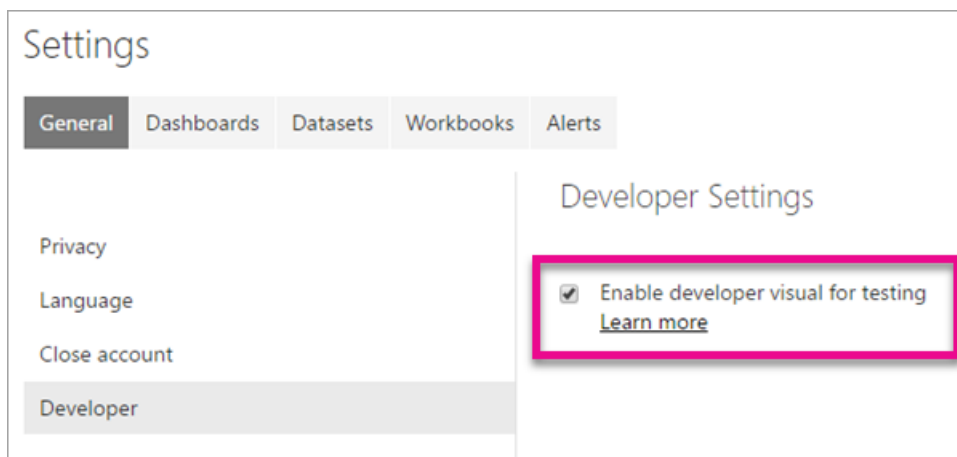 Settings
General Dashboards Datasets Workbooks Alerts
Privacy
Language
Close account
Developer
Developer Settings
Enable developer visual for testing
Learn more